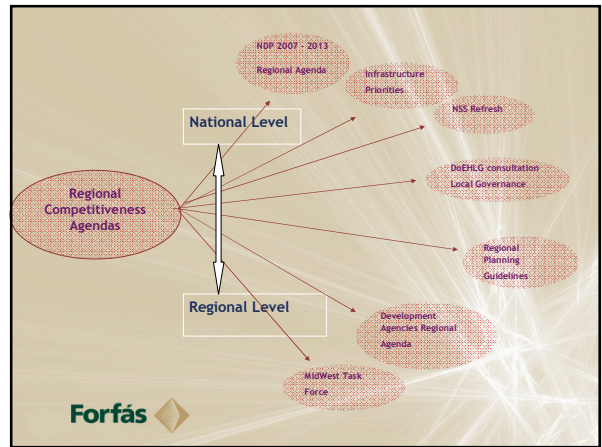 NDP 2007 - 2013
Regional Agenda
Infrastructure
Priorities
NSS Refresh
National Level
DoEHLG consultation
Local Governance
Regional
Competitiveness
Agendas
Regional
Planning
Guidelines
Regional Level
Development
Agencies Regional
Agenda
MidWest Task
Force
Forfás